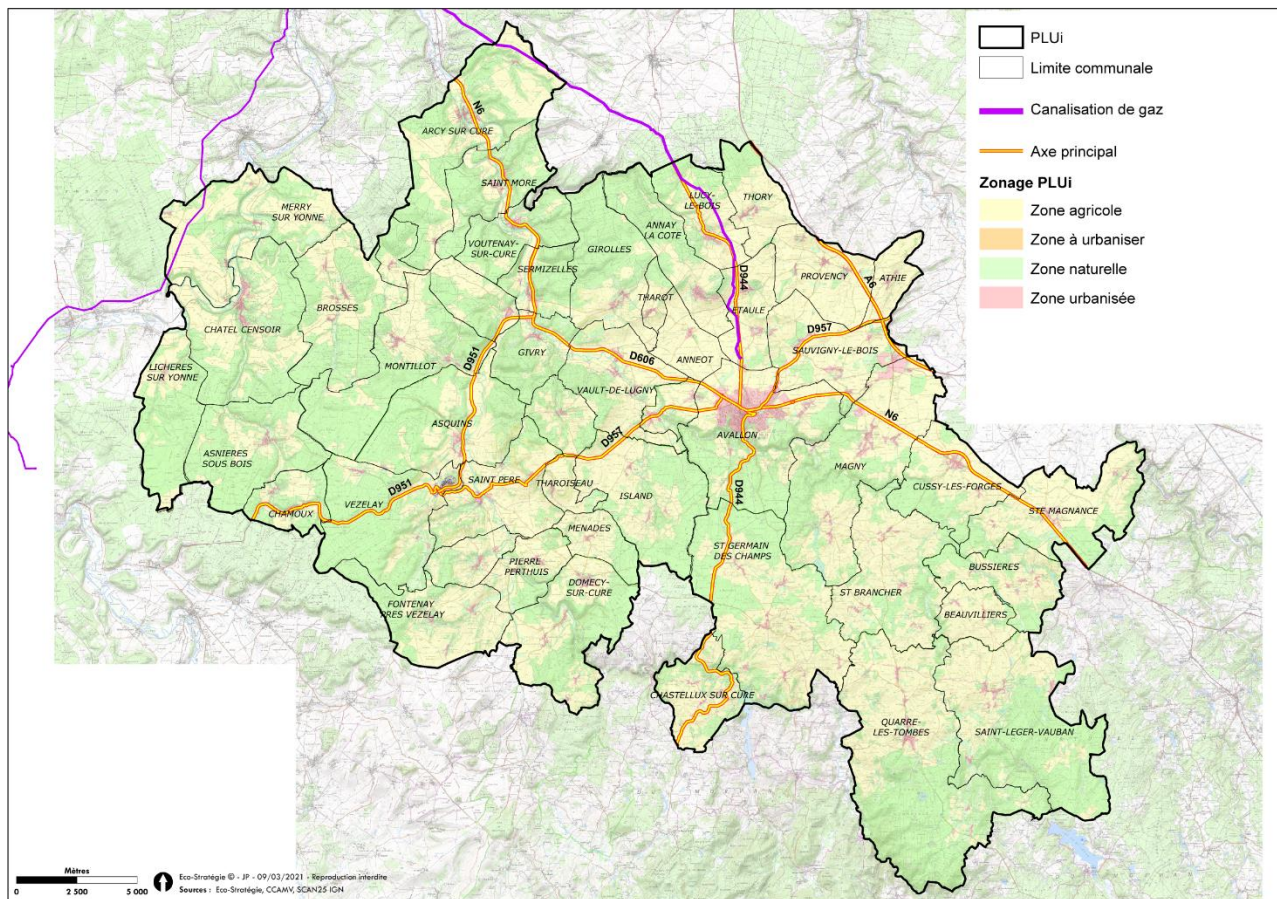 PLUi
Limite communale
Canalisation de gaz
Axe principal
Zonage PLUi
Zone agricole
Zone à urbaniser
Zone naturelle
Zone urbanisée
N6
ARCY SUR CURE
SAINT MORE
MERRY
SUR YONNE
VOUTENAY-
SUR-CURE
SERMIZELLES
GIROLLES
ANNAY
LA COTE
LUCY-
LE-BOIS
THORY
PROVENCY
ATHIE
A6
D944
THAROT
ETAULE
D957
SAUVIGNY-LE-BOIS
BROSSES
CHATEL CENSOIR
LICHERES
SUR YONNE
MONTILLOT
D951
GIVRY
D606
ANNEOT
VAULT-DE-LUGNY
N6
AVALLON
ASQUINS
D957
ASNIERES
SOUS BOIS
MAGNY
CUSSY-LES-FORGES
STE MAGNANCE
D951
VEZELAY
CHAMOUX
SAINT PERE
THAROISEAU
ISLAND
D944
MENADES
ST GERMAIN
DES CHAMPS
PIERRE
PERTHUIS
DOMECY-
SUR-CURE
BUSSIERES
ST BRANCHER
BEAUVILLIERS
FONTENAY
PRES VEZELAY
CHASTELLUX SUR CURE
QUARRE-
LES-TOMBES
SAINT-LEGER-VAUBAN
Mètres
0 2 500 5 000
Eco-Stratégie © - JP - 09/03/2021 - Reproduction interdite
Sources : Eco-Stratégie, CCAMV, SCAN25 IGN